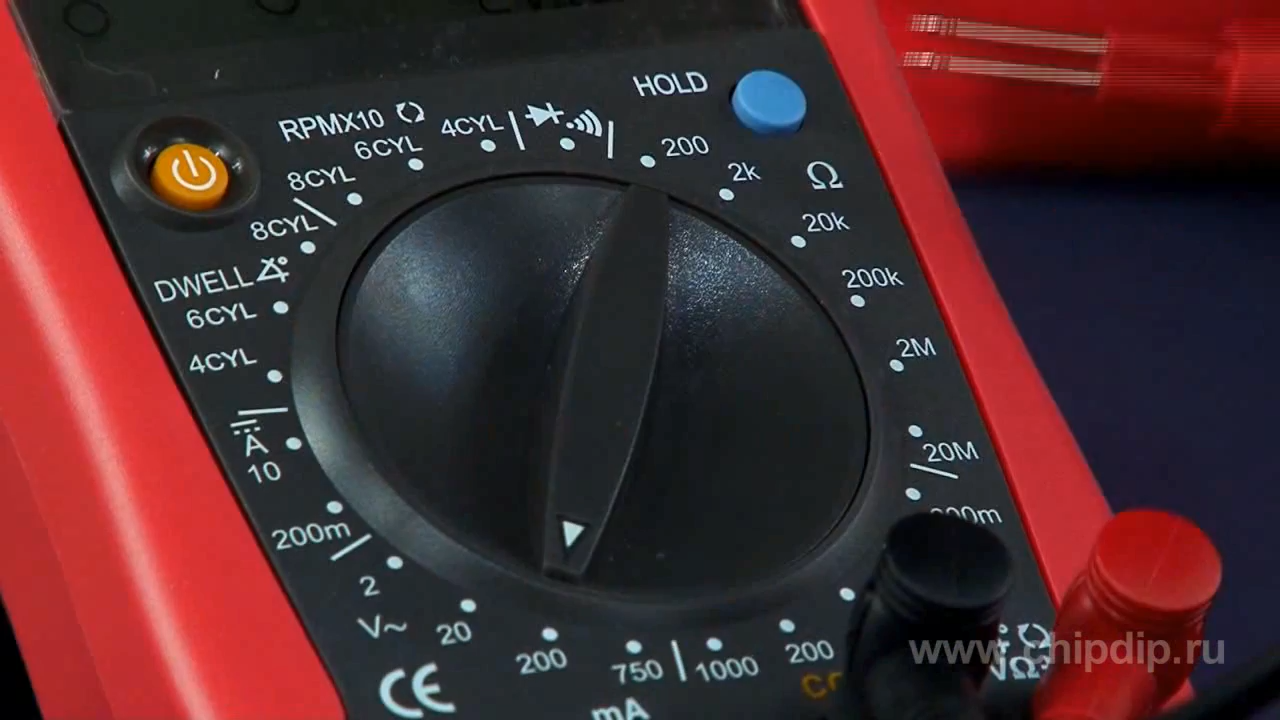 HOLD
RPMX10
4CYL
6CYL
200
8CYL
2k
Ω
8CYL
20k
DWELL
200k
6CYL
2M
4CYL
A
10
20M
200m
2
V~
20
200
750
1000
200
CE
mA
www.chipdip.ru